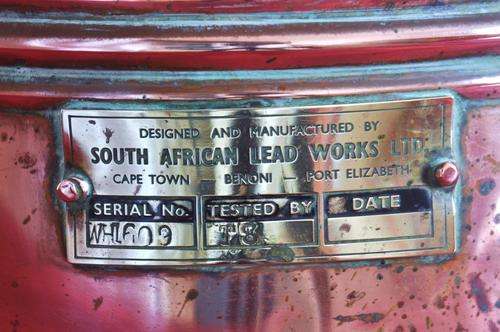 DESIGNED AND MANUFACTURED BY
SOUTH AFRICAN LEAD WORKS LTD
CAPE TOWN — BENONI — PORT ELIZABETH
SERIAL No. TESTED BY DATE